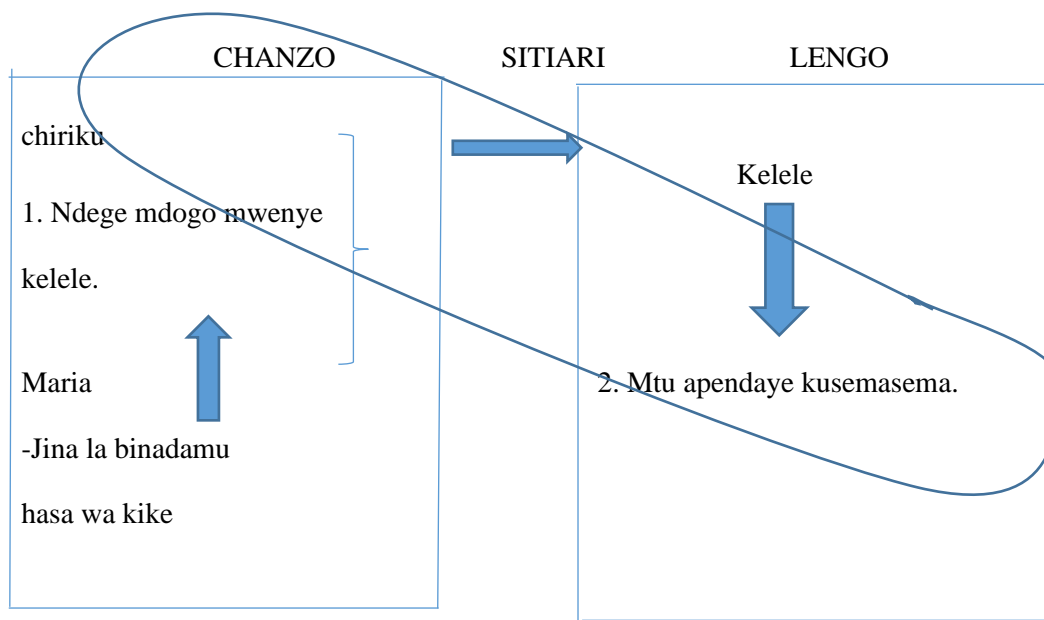 CHANZO SITIARI LENGO
chiriku
1. Ndege mdogo mwenye
kelele.
Maria
-Jina la binadamu
hasa wa kike
Kelele
2. Mtu apendaye kusemasema.